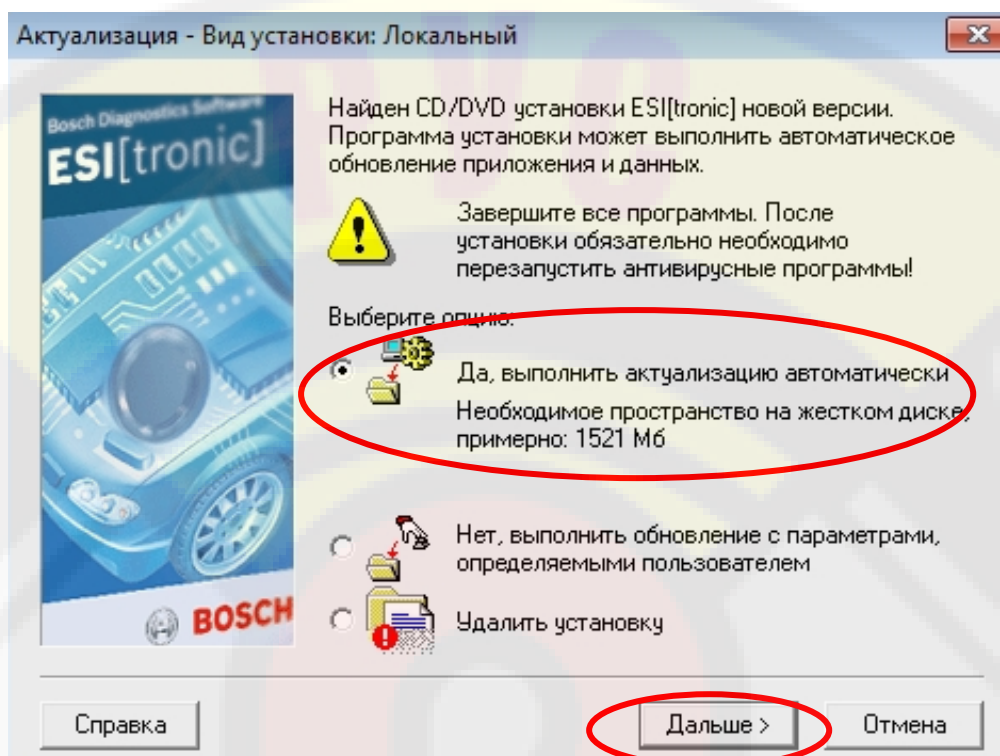 Актуализация - Вид установки: Локальный
Bosch Diagnostics Software
ESI[tronic]
BOSCH
Найден CD/DVD установки ESI[tronic] новой версии.
Программа установки может выполнить автоматическое
обновление приложения и данных.
Завершите все программы. После
установки обязательно необходимо
перезапустить антивирусные программы!
Выберите опцию:
Да, выполнить актуализацию автоматически
Необходимое пространство на жестком диске,
примерно: 1521 Мб
Нет, выполнить обновление с параметрами,
определяемыми пользователем
Удалить установку
Справка
Дальше >
Отмена